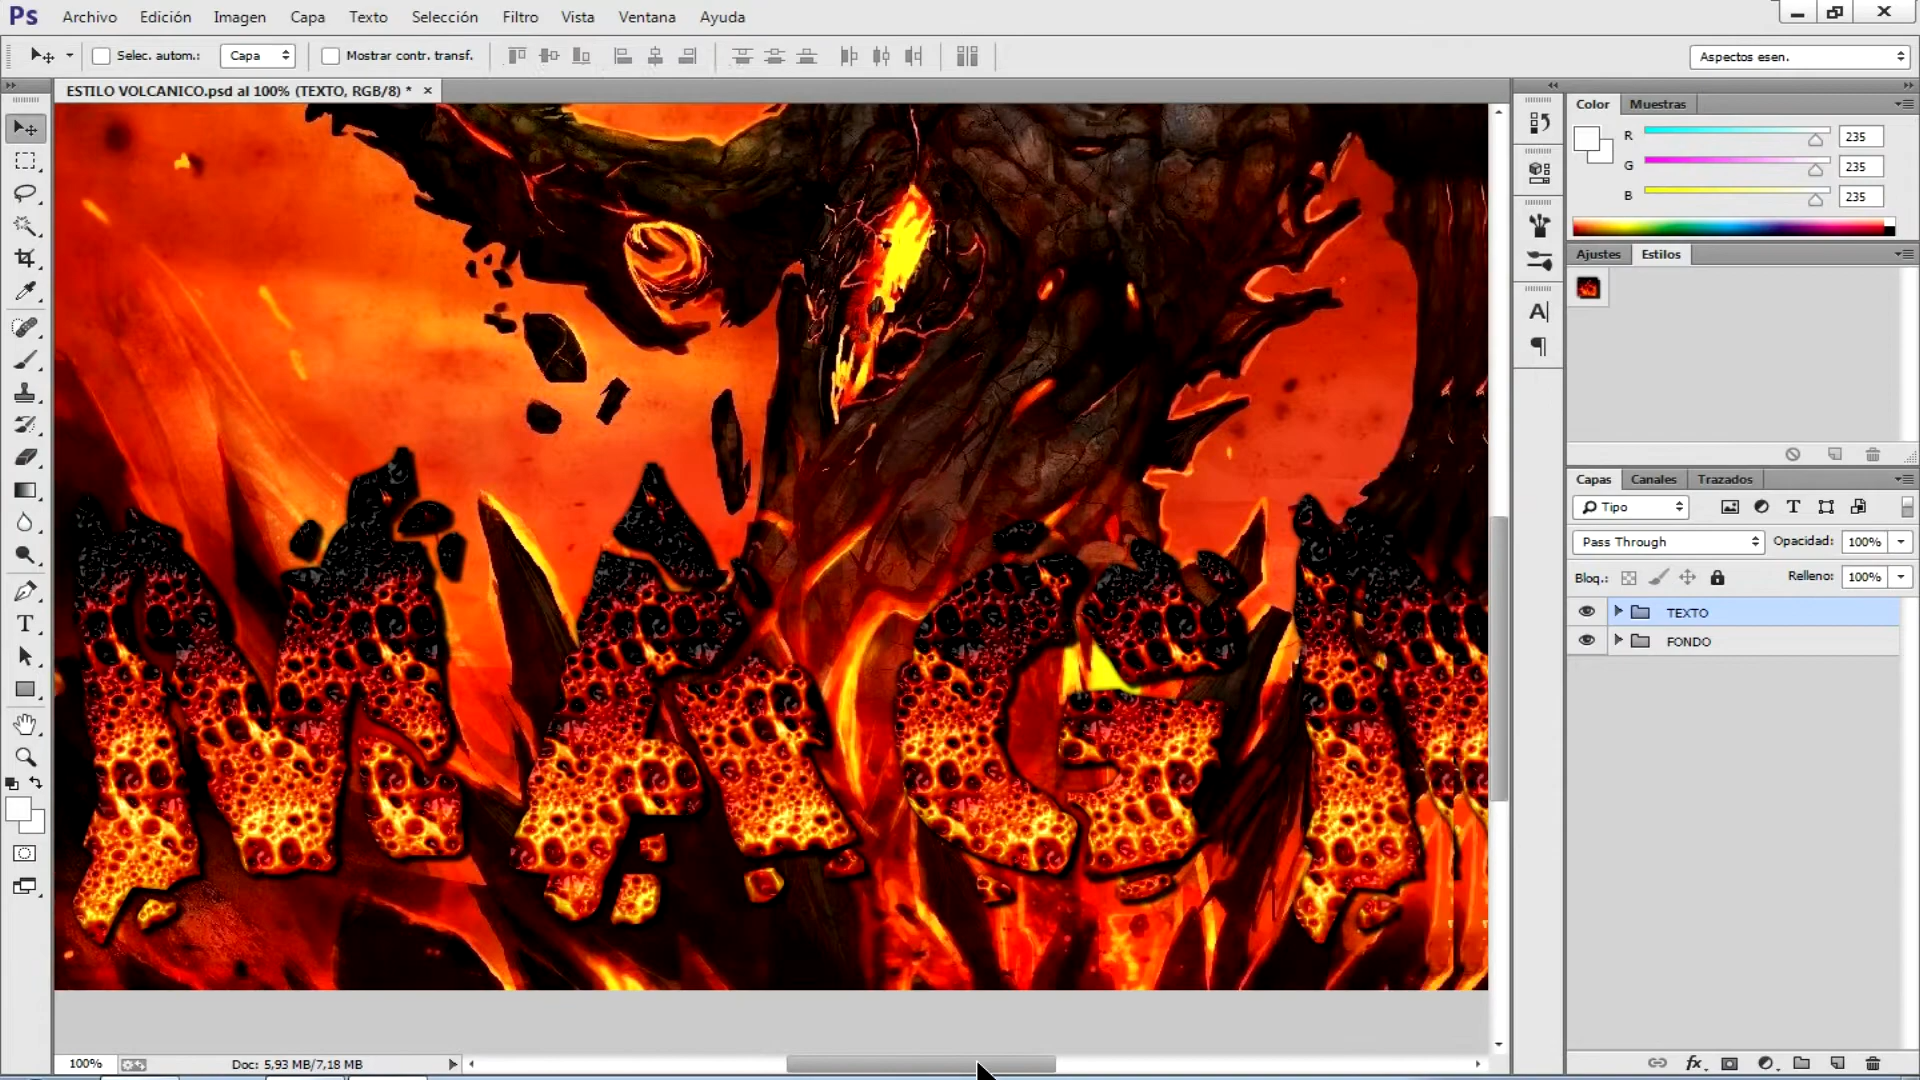 Ps Archivo Edición Imagen Capa Texto Selección Filtro Vista Ventana Ayuda
Selec. autom.: Capa Mostrar contr. transf. Aspectos esen.
ESTILO VOLCANICO.psd al 100% (TEXTO, RGB/8) * ×
Color Muestras
R 235
G 235
B 235
Ajustes Estilos
Capas Canales Trazados
Tipo
Pass Through Opacidad: 100%
Bloq.: Relleno: 100%
TEXTO
FONDO
100% Doc: 5,93 MB/7,18 MB